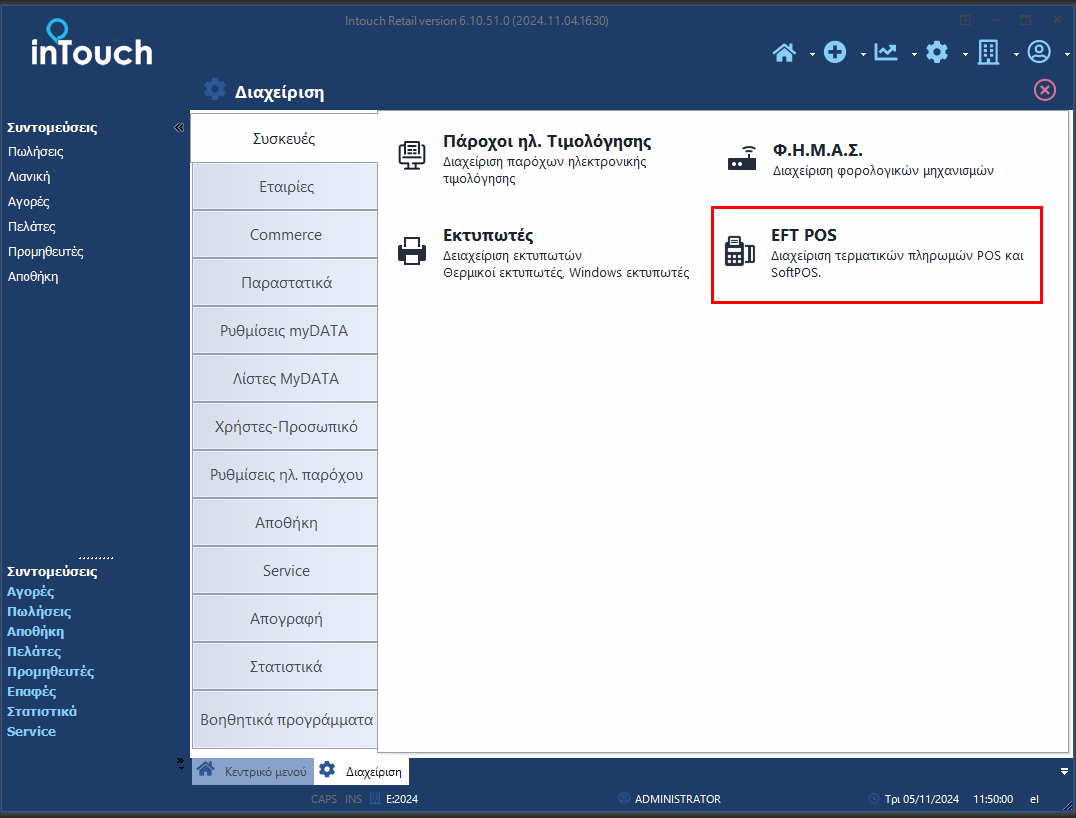 Intouch Retail version 6.10.51.0 (2024.11.04.16.30)
inTouch
Διαχείριση
Συντομεύσεις
Πωλήσεις
Λιανική
Αγορές
Πελάτες
Προμηθευτές
Αποθήκη
Συσκευές
Εταιρίες
Commerce
Παραστατικά
Ρυθμίσεις myDATA
Λίστες MyDATA
Χρήστες-Προσωπικό
Ρυθμίσεις ηλ. παρόχου
Αποθήκη
Service
Απογραφή
Στατιστικά
Βοηθητικά προγράμματα
Πάροχοι ηλ. Τιμολόγησης
Διαχείριση παρόχων ηλεκτρονικής
τιμολόγησης
Φ.Η.Μ.Α.Σ.
Διαχείριση φορολογικών μηχανισμών
Εκτυπωτές
Δειαχείριση εκτυπωτών
Θερμικοί εκτυπωτές, Windows εκτυπωτές
EFT POS
Διαχείριση τερματικών πληρωμών POS και
SoftPOS.
Συντομεύσεις
Αγορές
Πωλήσεις
Αποθήκη
Πελάτες
Προμηθευτές
Επαφές
Στατιστικά
Service
Κεντρικό μενού
Διαχείριση
CAPS INS E:2024 ADMINISTRATOR Τρι 05/11/2024 11:50:00 el